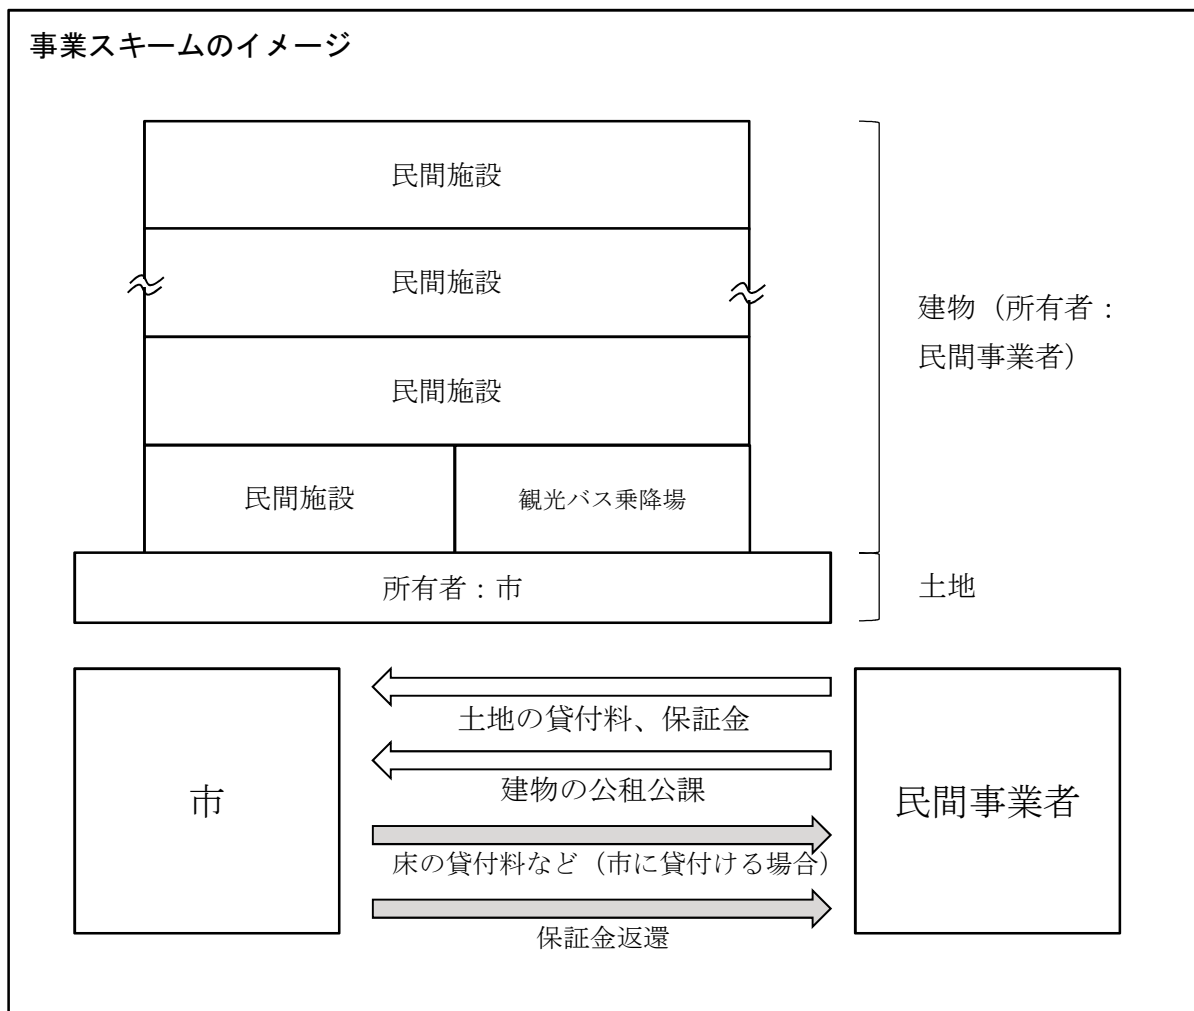 事業スキームのイメージ
民間施設
民間施設
民間施設
民間施設
観光バス乗降場
所有者：市
建物（所有者：
民間事業者）
土地
市
土地の貸付料、保証金
建物の公租公課
床の貸付料など（市に貸付ける場合）
保証金返還
民間事業者